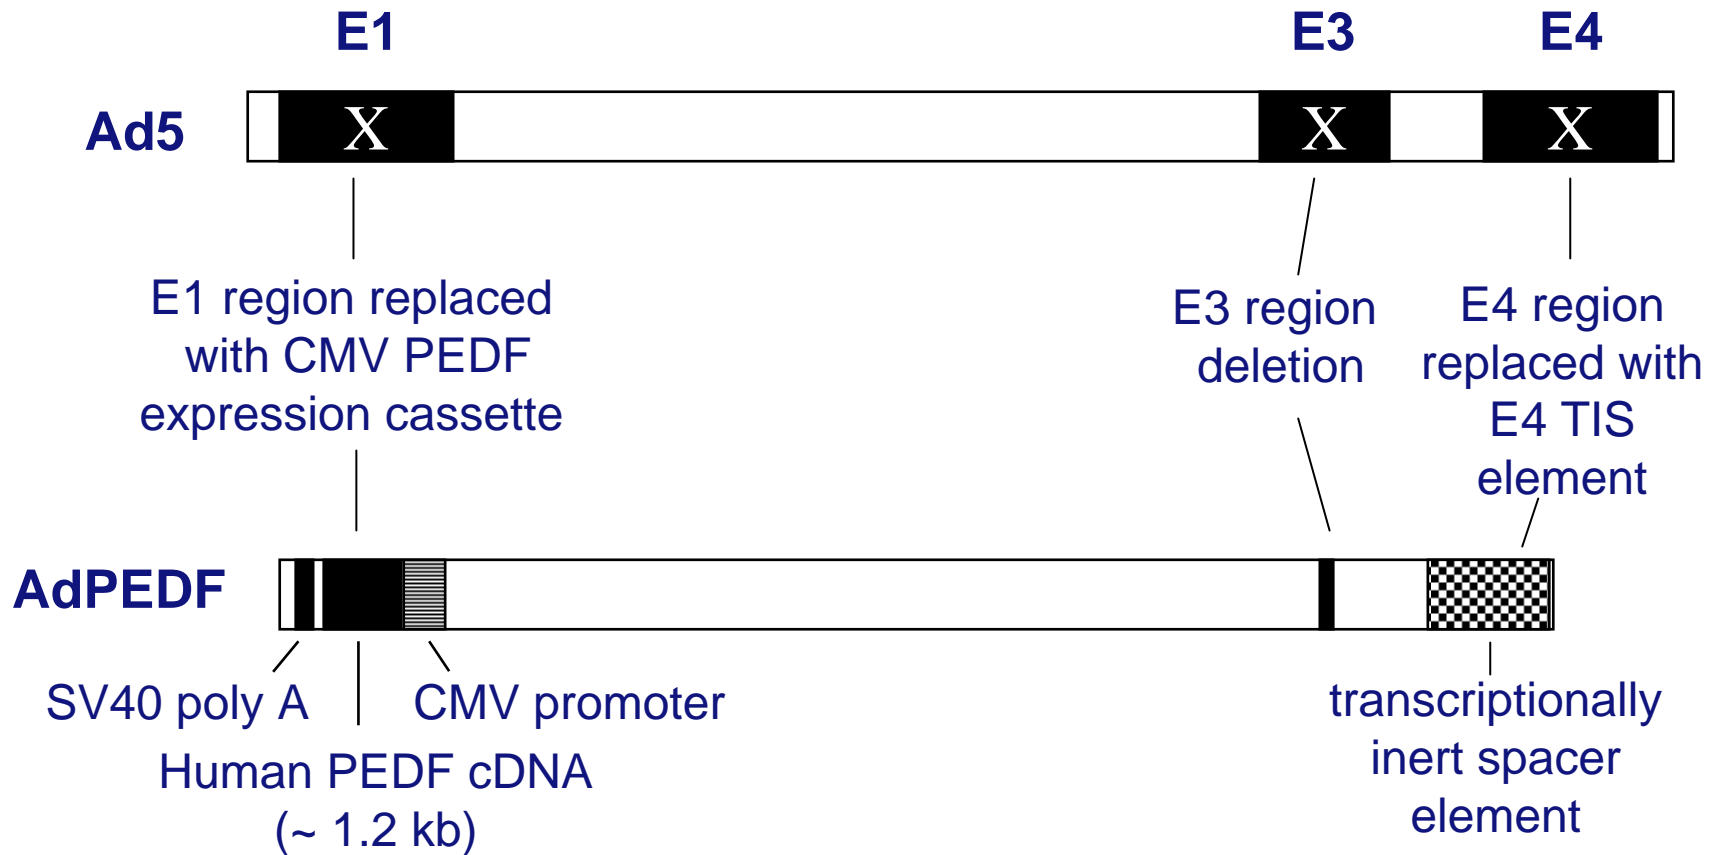 E1
E3
E4
Ad5
X
X
X
E1 region replaced
with CMV PEDF
expression cassette
E3 region
deletion
E4 region
replaced with
E4 TIS
element
AdPEDF
SV40 poly A
CMV promoter
Human PEDF cDNA
(~ 1.2 kb)
transcriptionally
inert spacer
element